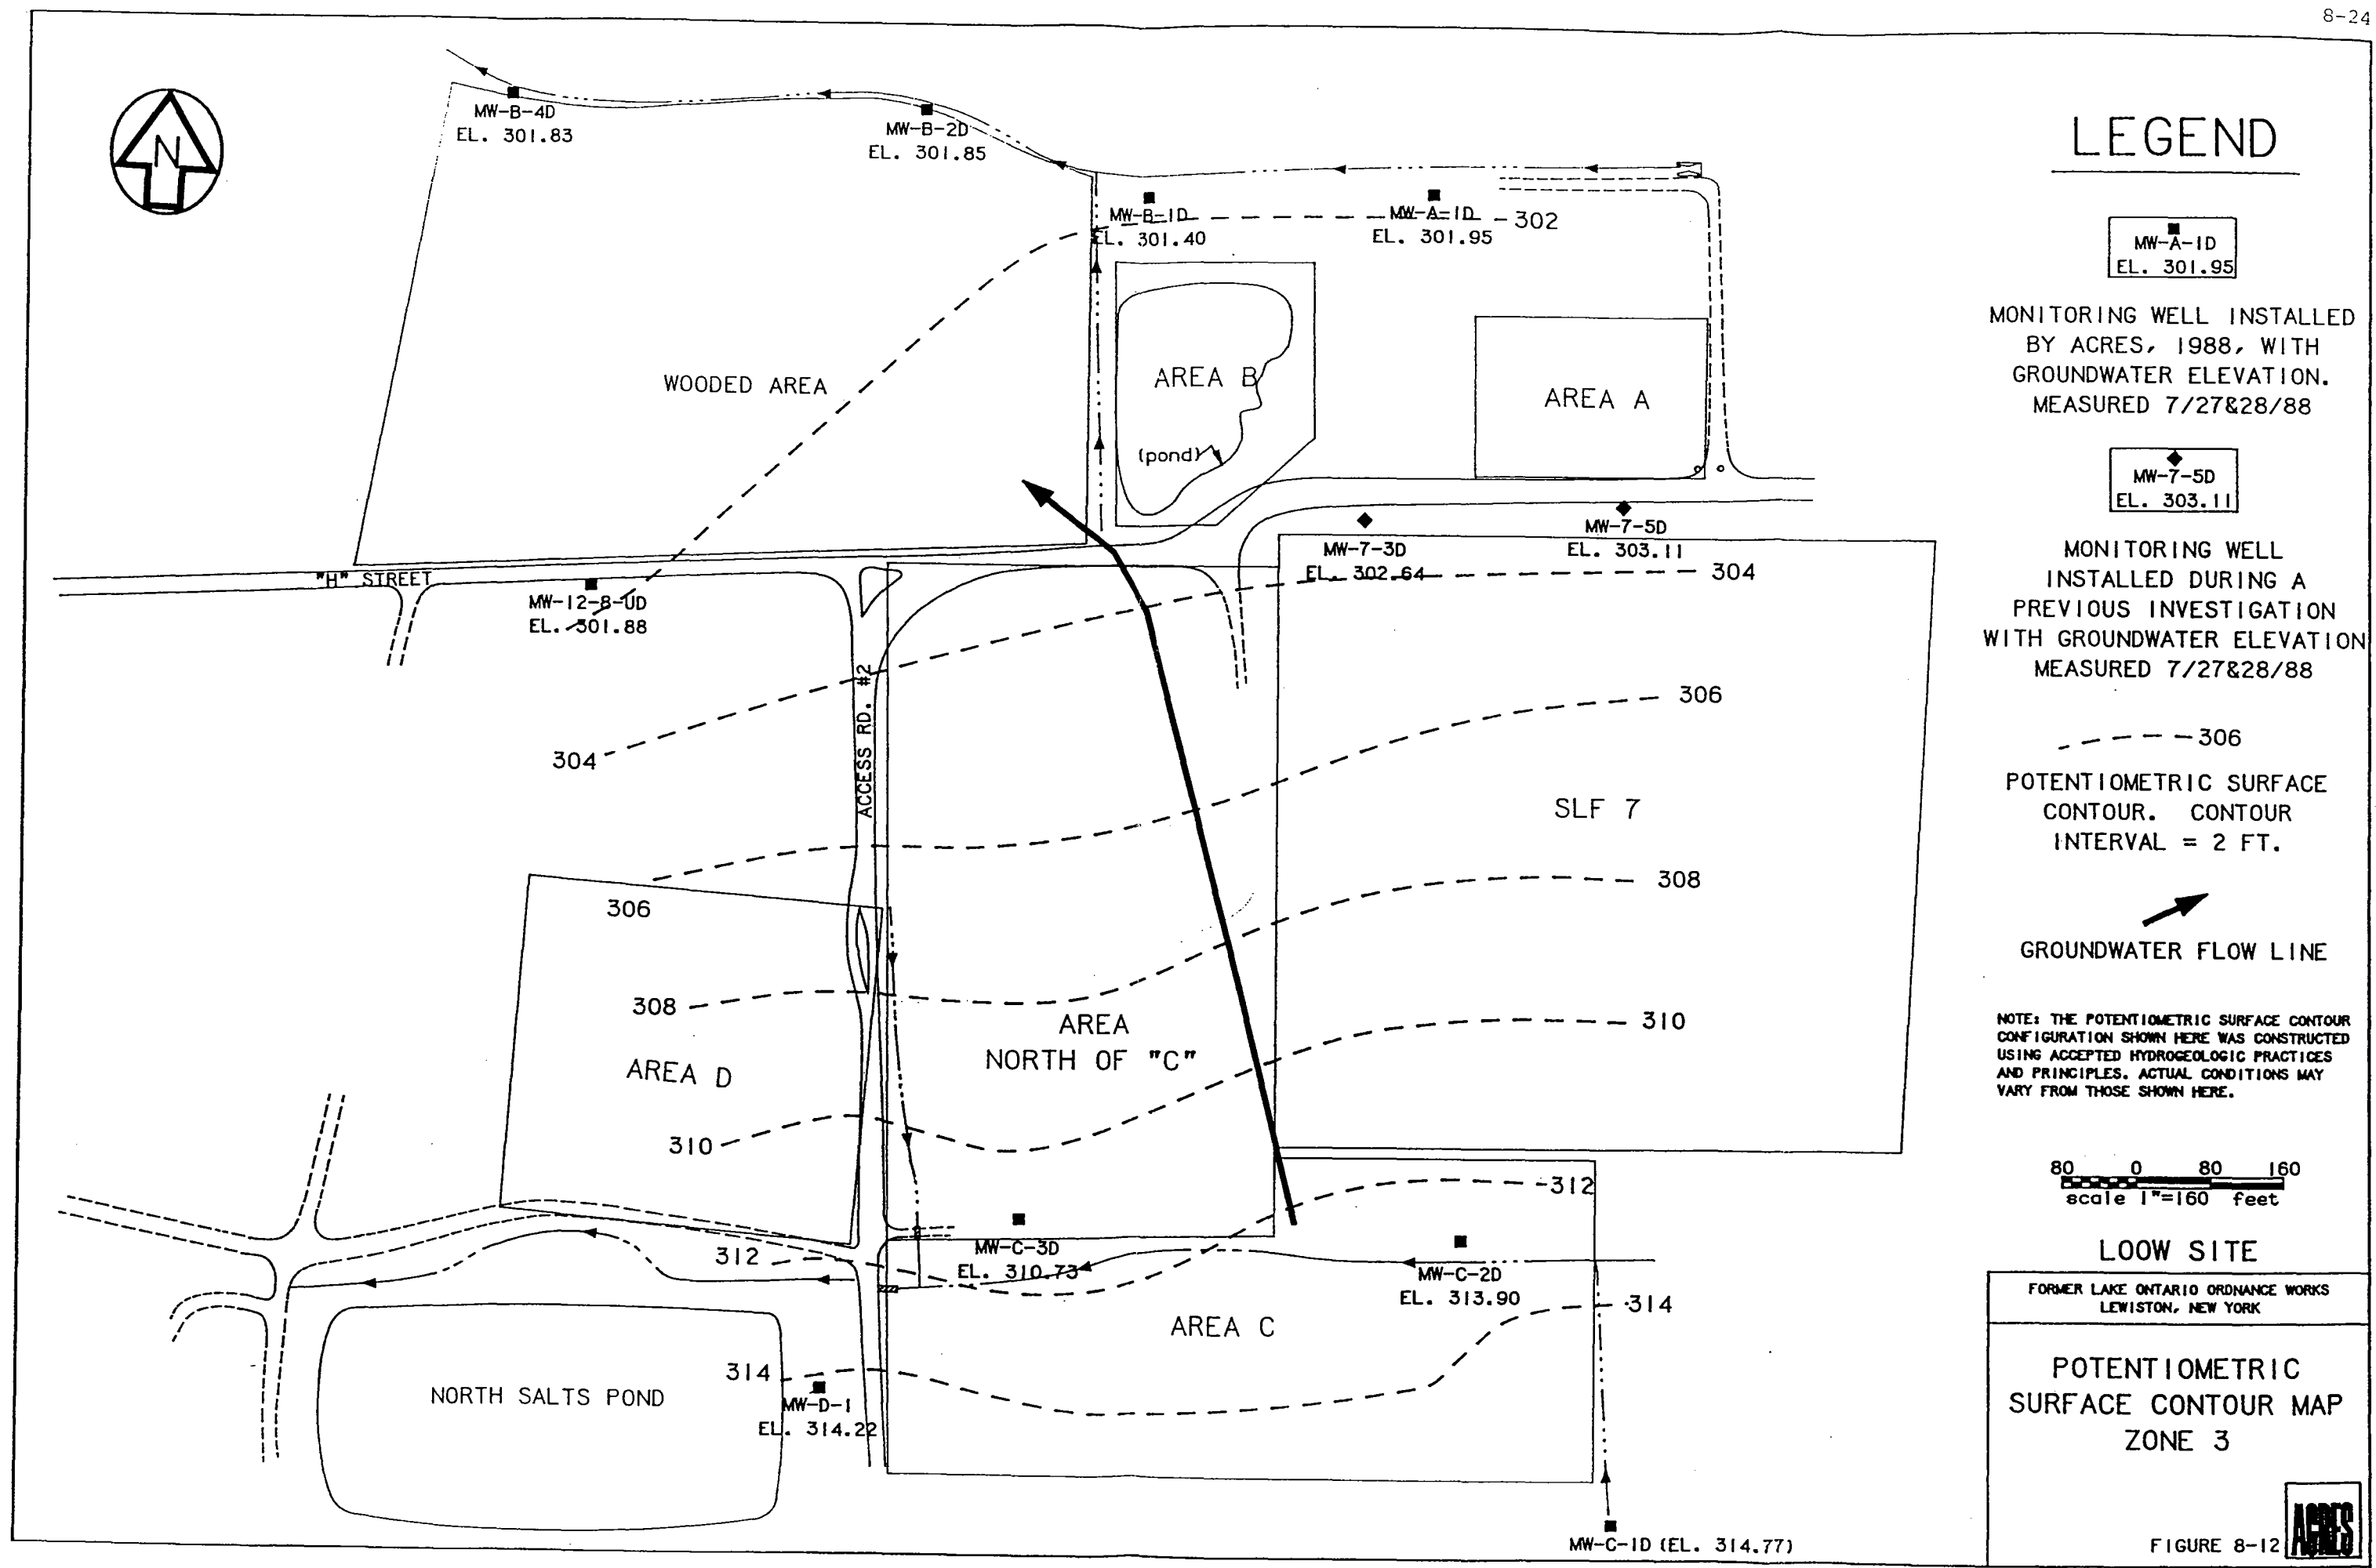 8-24
N
MW-B-4D
EL. 301.83
MW-B-2D
EL. 301.85
MW-B-1D
EL. 301.40
MW-A-1D
EL. 301.95
302
WOODED AREA
AREA B
(pond)
AREA A
"H" STREET
MW-12-8-UD
EL. 301.88
MW-7-3D
EL. 302.64
MW-7-5D
EL. 303.11
304
304
ACCESS RD. #2
306
306
SLF 7
308
308
AREA
NORTH OF "C"
310
310
AREA D
312
312
MW-C-3D
EL. 310.73
MW-C-2D
EL. 313.90
314
314
AREA C
NORTH SALTS POND
MW-D-1
EL. 314.22
MW-C-1D (EL. 314.77)
LEGEND
MW-A-1D
EL. 301.95
MONITORING WELL INSTALLED
BY ACRES, 1988, WITH
GROUNDWATER ELEVATION.
MEASURED 7/27&28/88
MW-7-5D
EL. 303.11
MONITORING WELL
INSTALLED DURING A
PREVIOUS INVESTIGATION
WITH GROUNDWATER ELEVATION
MEASURED 7/27&28/88
306
POTENTIOMETRIC SURFACE
CONTOUR. CONTOUR
INTERVAL = 2 FT.
GROUNDWATER FLOW LINE
NOTE: THE POTENTIOMETRIC SURFACE CONTOUR
CONFIGURATION SHOWN HERE WAS CONSTRUCTED
USING ACCEPTED HYDROGEOLOGIC PRACTICES
AND PRINCIPLES. ACTUAL CONDITIONS MAY
VARY FROM THOSE SHOWN HERE.
80 0 80 160
scale 1"=160 feet
LOOW SITE
FORMER LAKE ONTARIO ORDNANCE WORKS
LEWISTON, NEW YORK
POTENTIOMETRIC
SURFACE CONTOUR MAP
ZONE 3
FIGURE 8-12
ACRES